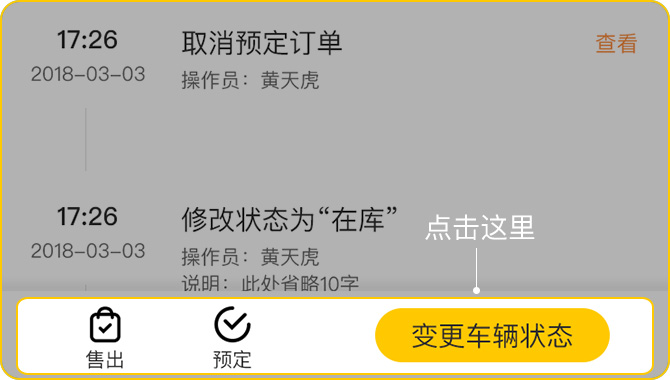 17:26
取消预定订单
查看
2018-03-03
操作员：黄天虎
17:26
修改状态为“在库”
点击这里
2018-03-03
操作员：黄天虎
说明：此处省略10字
售出
预定
变更车辆状态